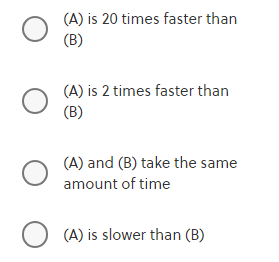 (A) is 20 times faster than
(B)
(A) is 2 times faster than
(B)
(A) and (B) take the same
amount of time
(A) is slower than (B)